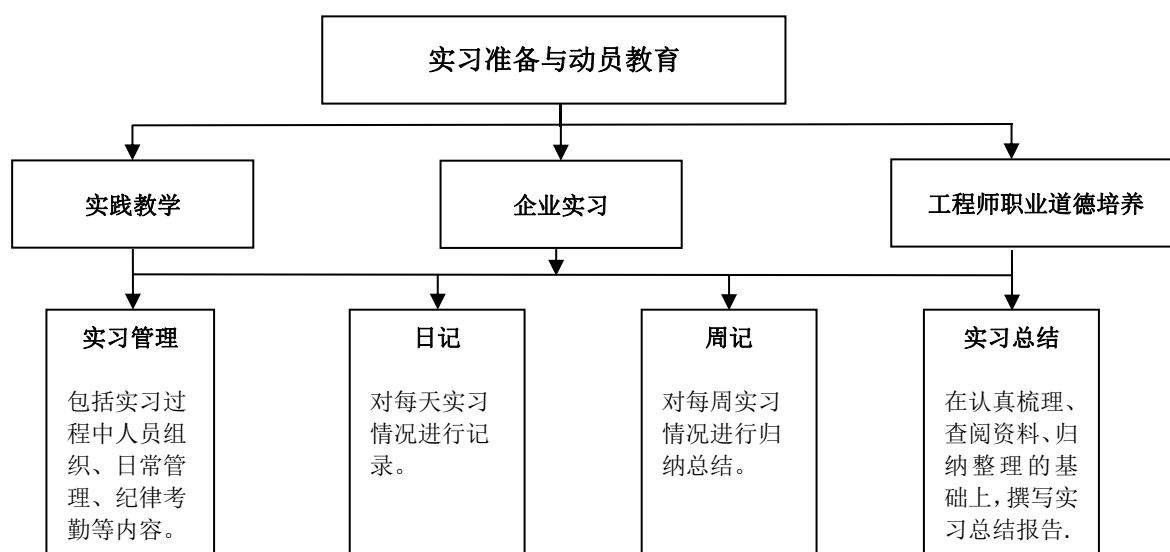 实习准备与动员教育
实践教学
企业实习
工程师职业道德培养
实习管理
包括实习过
程中人员组
织、日常管
理、纪律考
勤等内容。
日记
对每天实习
情况进行记
录。
周记
对每周实习
情况进行归
纳总结。
实习总结
在认真梳理、
查阅资料、归
纳整理的基
础上,撰写实
习总结报告.